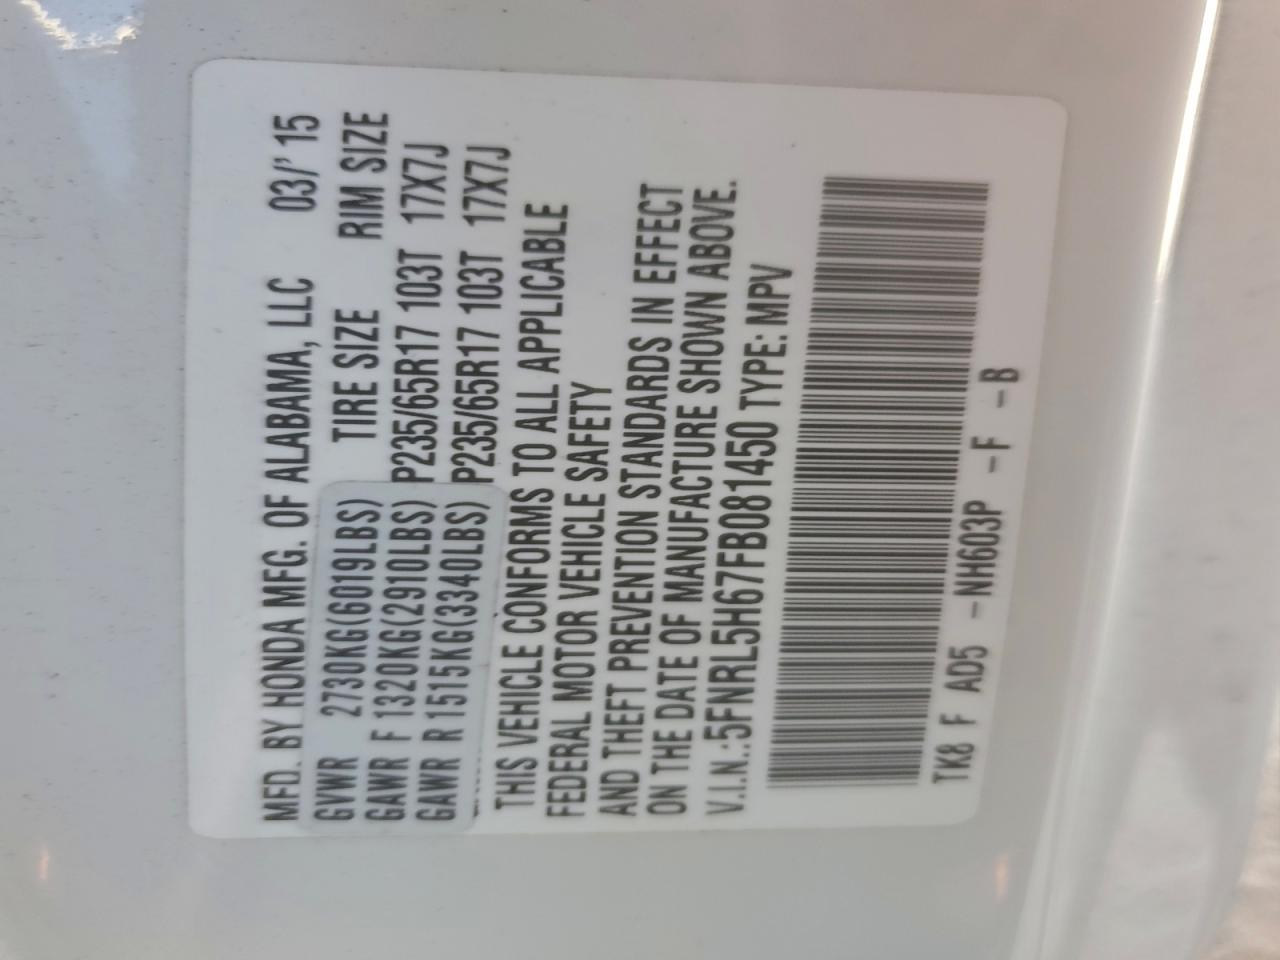 MFD. BY HONDA MFG. OF ALABAMA, LLC 03/' 15
GVWR 2730KG(6019LBS) TIRE SIZE RIM SIZE
GAWR F 1320KG(2910LBS) P235/65R17 103T 17X7J
GAWR R 1515KG(3340LBS) P235/65R17 103T 17X7J
THIS VEHICLE CONFORMS TO ALL APPLICABLE
FEDERAL MOTOR VEHICLE SAFETY
AND THEFT PREVENTION STANDARDS IN EFFECT
ON THE DATE OF MANUFACTURE SHOWN ABOVE.
V.I.N.:5FNRL5H67FB081450 TYPE: MPV
TK8 F AD5 -NH603P -F -B